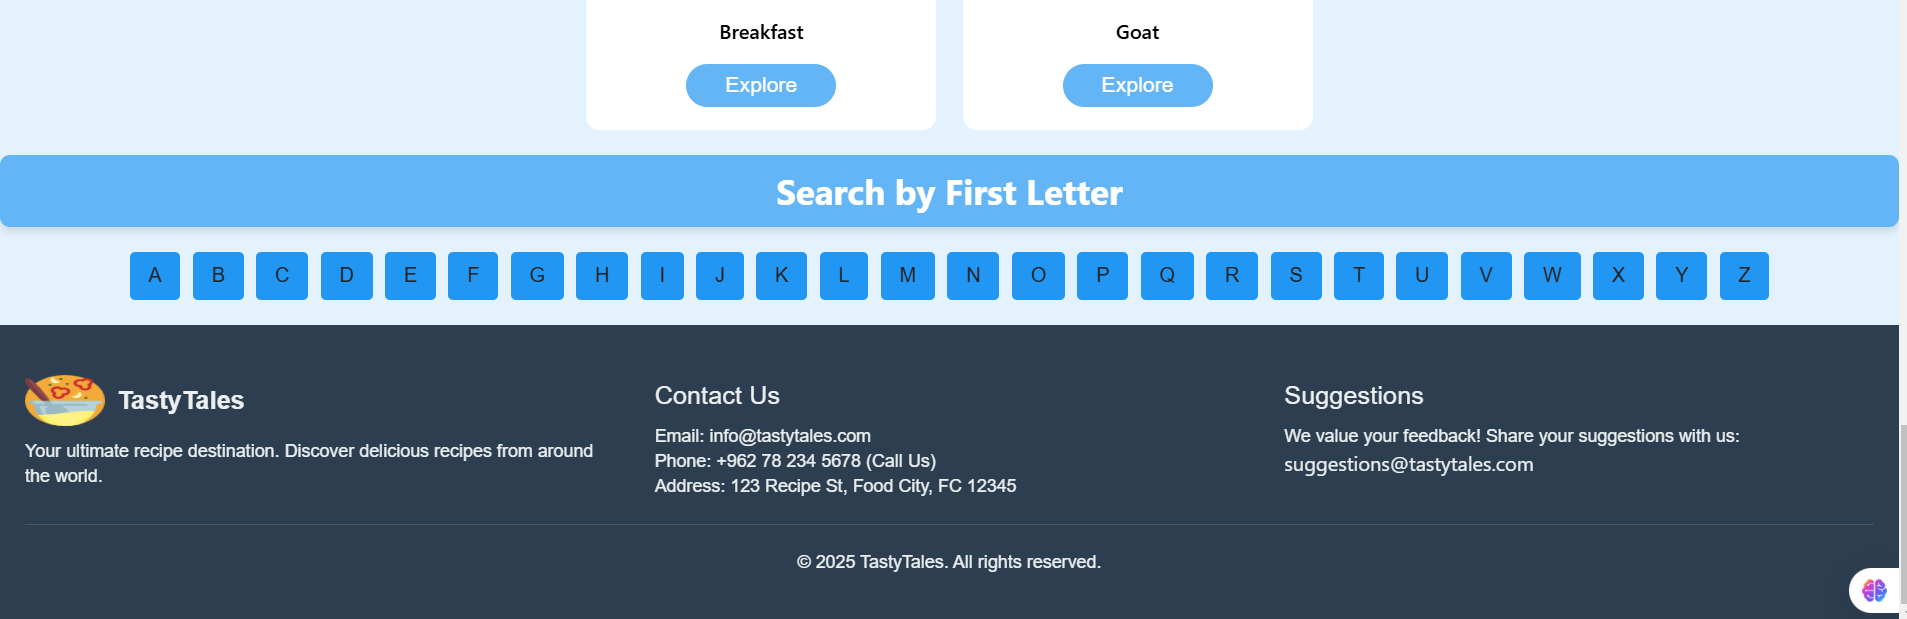 Breakfast
Goat
Explore
Explore
Search by First Letter
A B C D E F G H I J K L M N O P Q R S T U V W X Y Z
TastyTales
Your ultimate recipe destination. Discover delicious recipes from around
the world.
Contact Us
Email: info@tastytales.com
Phone: +962 78 234 5678 (Call Us)
Address: 123 Recipe St, Food City, FC 12345
Suggestions
We value your feedback! Share your suggestions with us:
suggestions@tastytales.com
© 2025 TastyTales. All rights reserved.